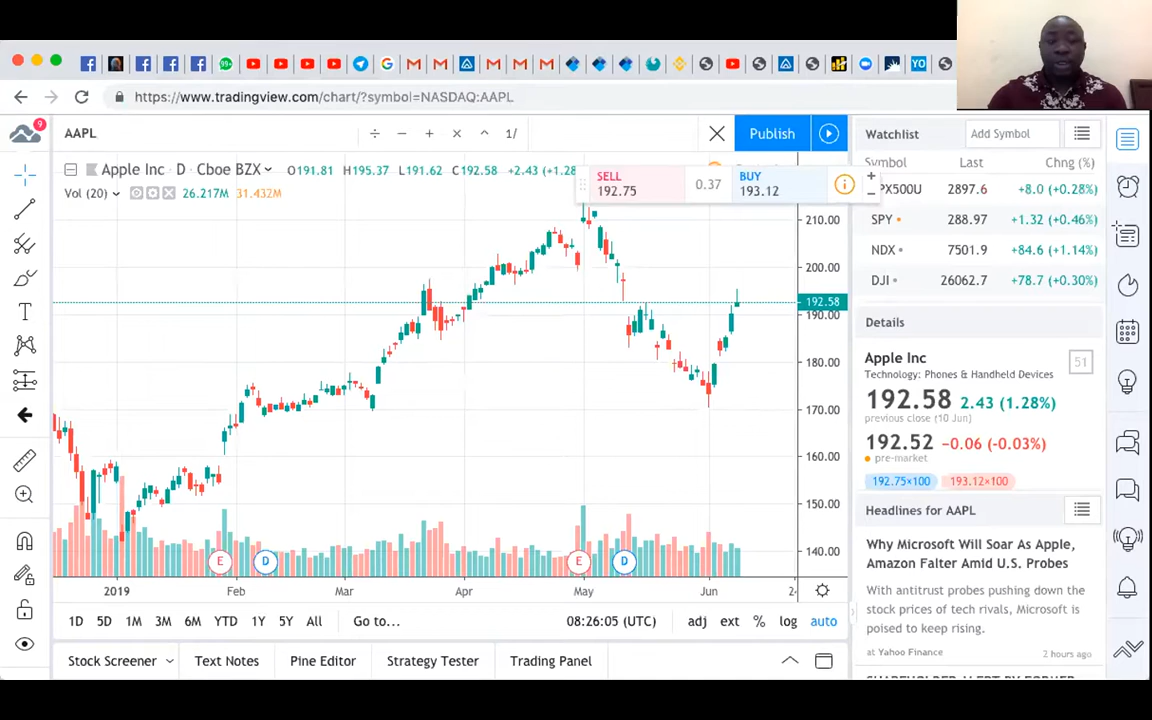 99+
YO
https://www.tradingview.com/chart/?symbol=NASDAQ:AAPL
9
AAPL
÷ − + × ^ 1/
Publish
Apple Inc D Cboe BZX O191.81 H195.37 L191.62 C192.58 +2.43 (+1.28
Vol (20) 26.217M 31.432M
SELL
192.75
0.37
BUY
193.12
210.00
200.00
192.58
190.00
180.00
170.00
160.00
150.00
140.00
E D E D
2019 Feb Mar Apr May Jun
1D 5D 1M 3M 6M YTD 1Y 5Y All Go to... 08:26:05 (UTC) adj ext % log auto
Stock Screener Text Notes Pine Editor Strategy Tester Trading Panel
Watchlist Add Symbol
Symbol Last Chng (%)
PX500U 2897.6 +8.0 (+0.28%)
SPY 288.97 +1.32 (+0.46%)
NDX 7501.9 +84.6 (+1.14%)
DJI 26062.7 +78.7 (+0.30%)
Details
Apple Inc
51
Technology: Phones & Handheld Devices
192.58 2.43 (1.28%)
previous close (10 Jun)
192.52 −0.06 (-0.03%)
pre-market
192.75×100 193.12×100
Headlines for AAPL
Why Microsoft Will Soar As Apple,
Amazon Falter Amid U.S. Probes
With antitrust probes pushing down the
stock prices of tech rivals, Microsoft is
poised to keep rising.
at Yahoo Finance 2 hours ago